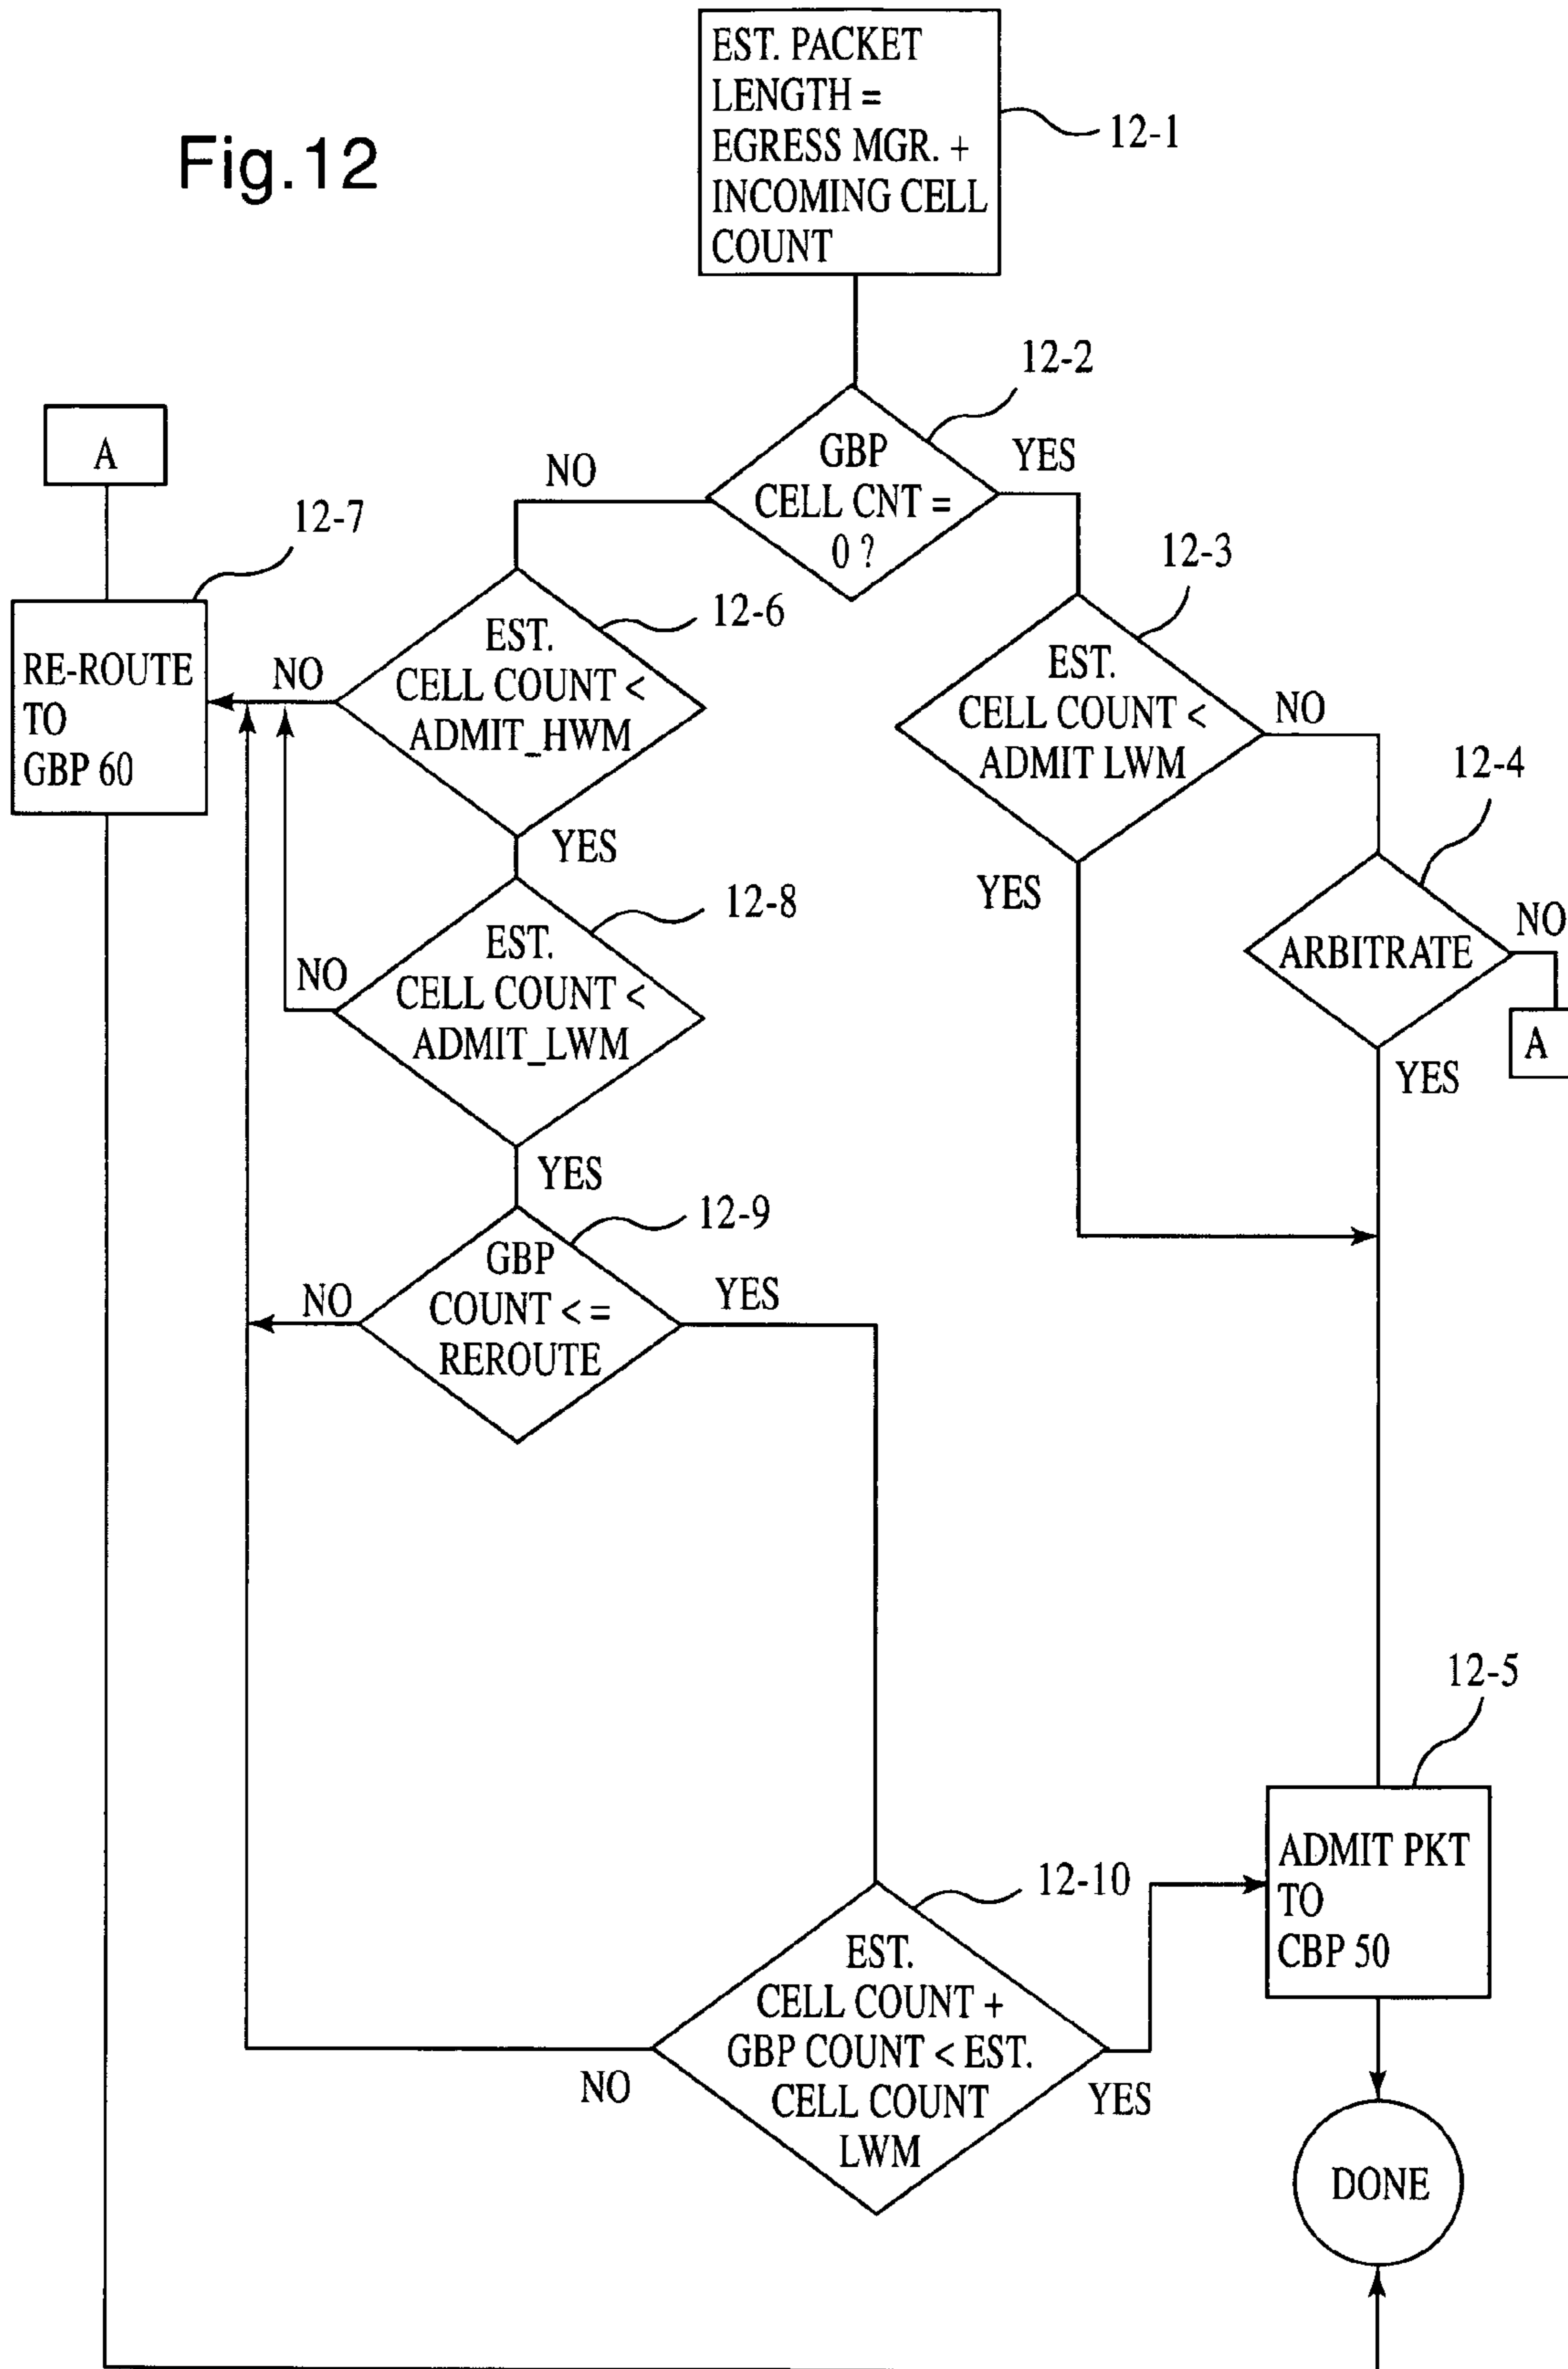 Fig.12
EST. PACKET
LENGTH =
EGRESS MGR. +
INCOMING CELL
COUNT
12-1
12-2
GBP
CELL CNT =
0 ?
NO
YES
A
12-7
RE-ROUTE
TO
GBP 60
12-6
EST.
CELL COUNT <
ADMIT_HWM
NO
YES
12-3
EST.
CELL COUNT <
ADMIT LWM
NO
YES
12-4
ARBITRATE
NO
A
YES
12-8
EST.
CELL COUNT <
ADMIT_LWM
NO
YES
12-9
GBP
COUNT < =
REROUTE
NO
YES
12-10
EST.
CELL COUNT +
GBP COUNT < EST.
CELL COUNT
LWM
NO
YES
12-5
ADMIT PKT
TO
CBP 50
DONE